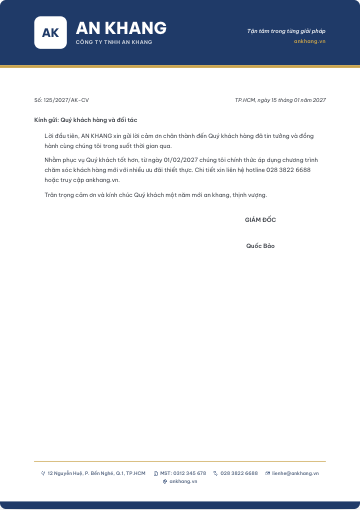 AK
AN KHANG
CÔNG TY TNHH AN KHANG
Tận tâm trong từng giải pháp
ankhang.vn
Số: 125/2027/AK-CV
TP.HCM, ngày 15 tháng 01 năm 2027
Kính gửi: Quý khách hàng và đối tác
Lời đầu tiên, AN KHANG xin gửi lời cảm ơn chân thành đến Quý khách hàng đã tin tưởng và đồng
hành cùng chúng tôi trong suốt thời gian qua.
Nhằm phục vụ Quý khách tốt hơn, từ ngày 01/02/2027 chúng tôi chính thức áp dụng chương trình
chăm sóc khách hàng mới với nhiều ưu đãi thiết thực. Chi tiết xin liên hệ hotline 028 3822 6688
hoặc truy cập ankhang.vn.
Trân trọng cảm ơn và kính chúc Quý khách một năm mới an khang, thịnh vượng.
GIÁM ĐỐC
Quốc Bảo
12 Nguyễn Huệ, P. Bến Nghé, Q.1, TP.HCM MST: 0312 345 678 028 3822 6688 lienhe@ankhang.vn
ankhang.vn